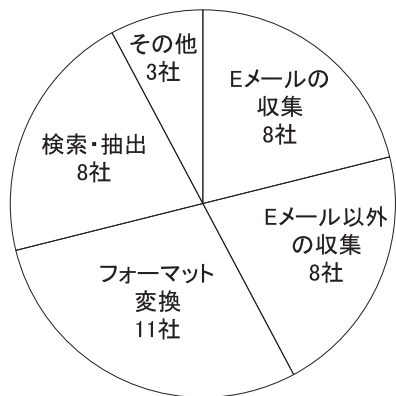 その他
3社
Eメールの
収集
8社
検索・抽出
8社
Eメール以外
の収集
8社
フォーマット
変換
11社